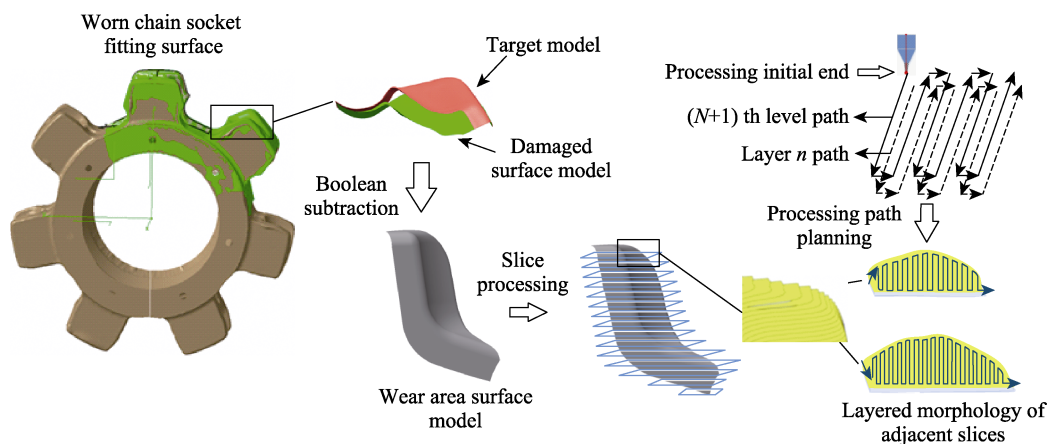 Worn chain socket
fitting surface
Target model
Damaged
surface model
Boolean
subtraction
Wear area surface
model
Slice
processing
Processing initial end
(N+1) th level path
Layer n path
Processing path
planning
Layered morphology of
adjacent slices